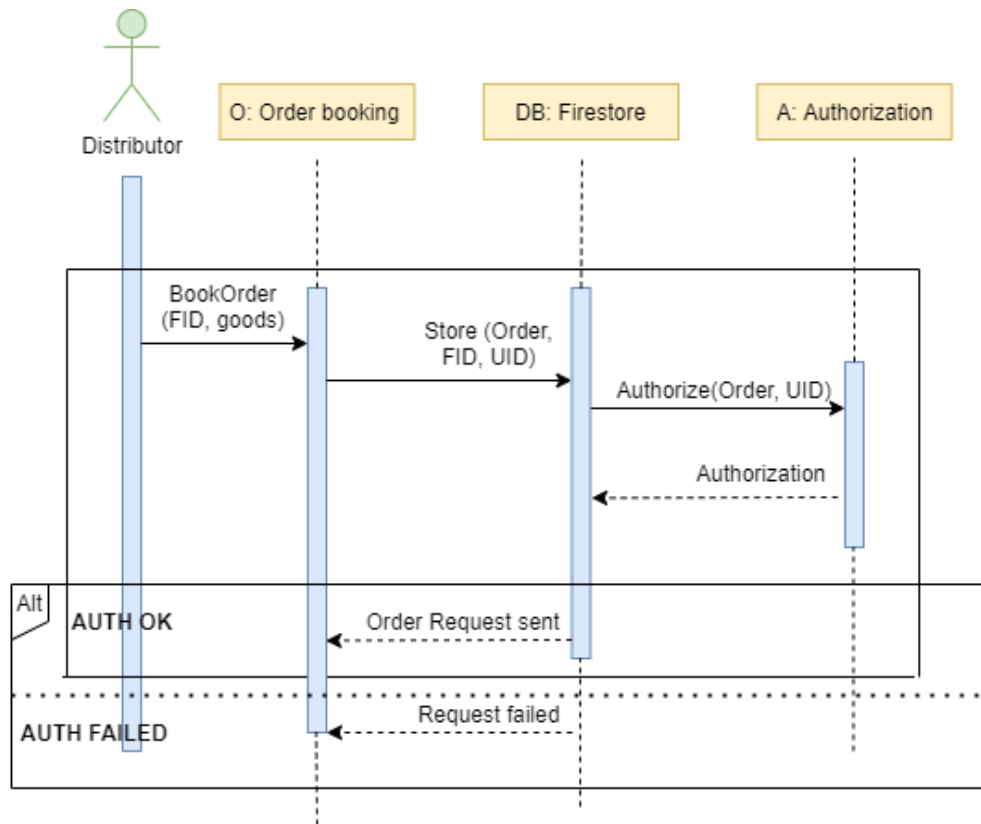 Distributor
O: Order booking
DB: Firestore
A: Authorization
BookOrder
(FID, goods)
Store (Order,
FID, UID)
Authorize(Order, UID)
Authorization
Alt
AUTH OK
Order Request sent
Request failed
AUTH FAILED